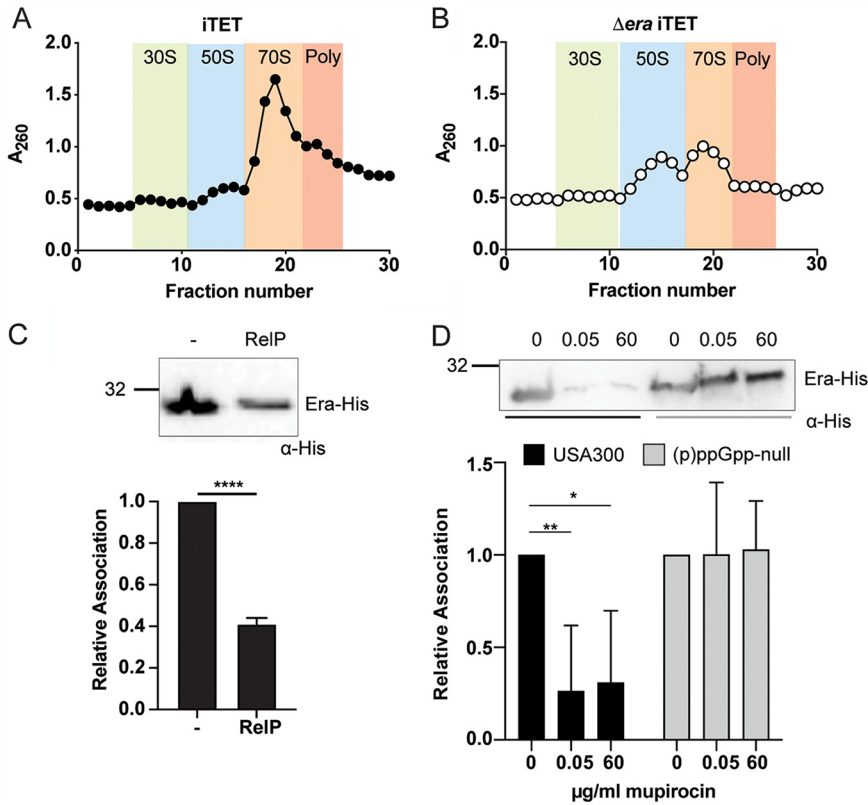 A
iTET
2.0
1.5
1.0
0.5
0.0
A260
30S 50S 70S Poly
0 10 20 30
Fraction number
B
Δera iTET
2.0
1.5
1.0
0.5
0.0
A260
30S 50S 70S Poly
0 10 20 30
Fraction number
C
- RelP
32
Era-His
α-His
****
1.0
0.8
0.6
0.4
0.2
0.0
Relative Association
- RelP
D
0 0.05 60 0 0.05 60
32
Era-His
α-His
USA300 (p)ppGpp-null
*
**
1.5
1.0
0.5
0.0
Relative Association
0 0.05 60 0 0.05 60
µg/ml mupirocin